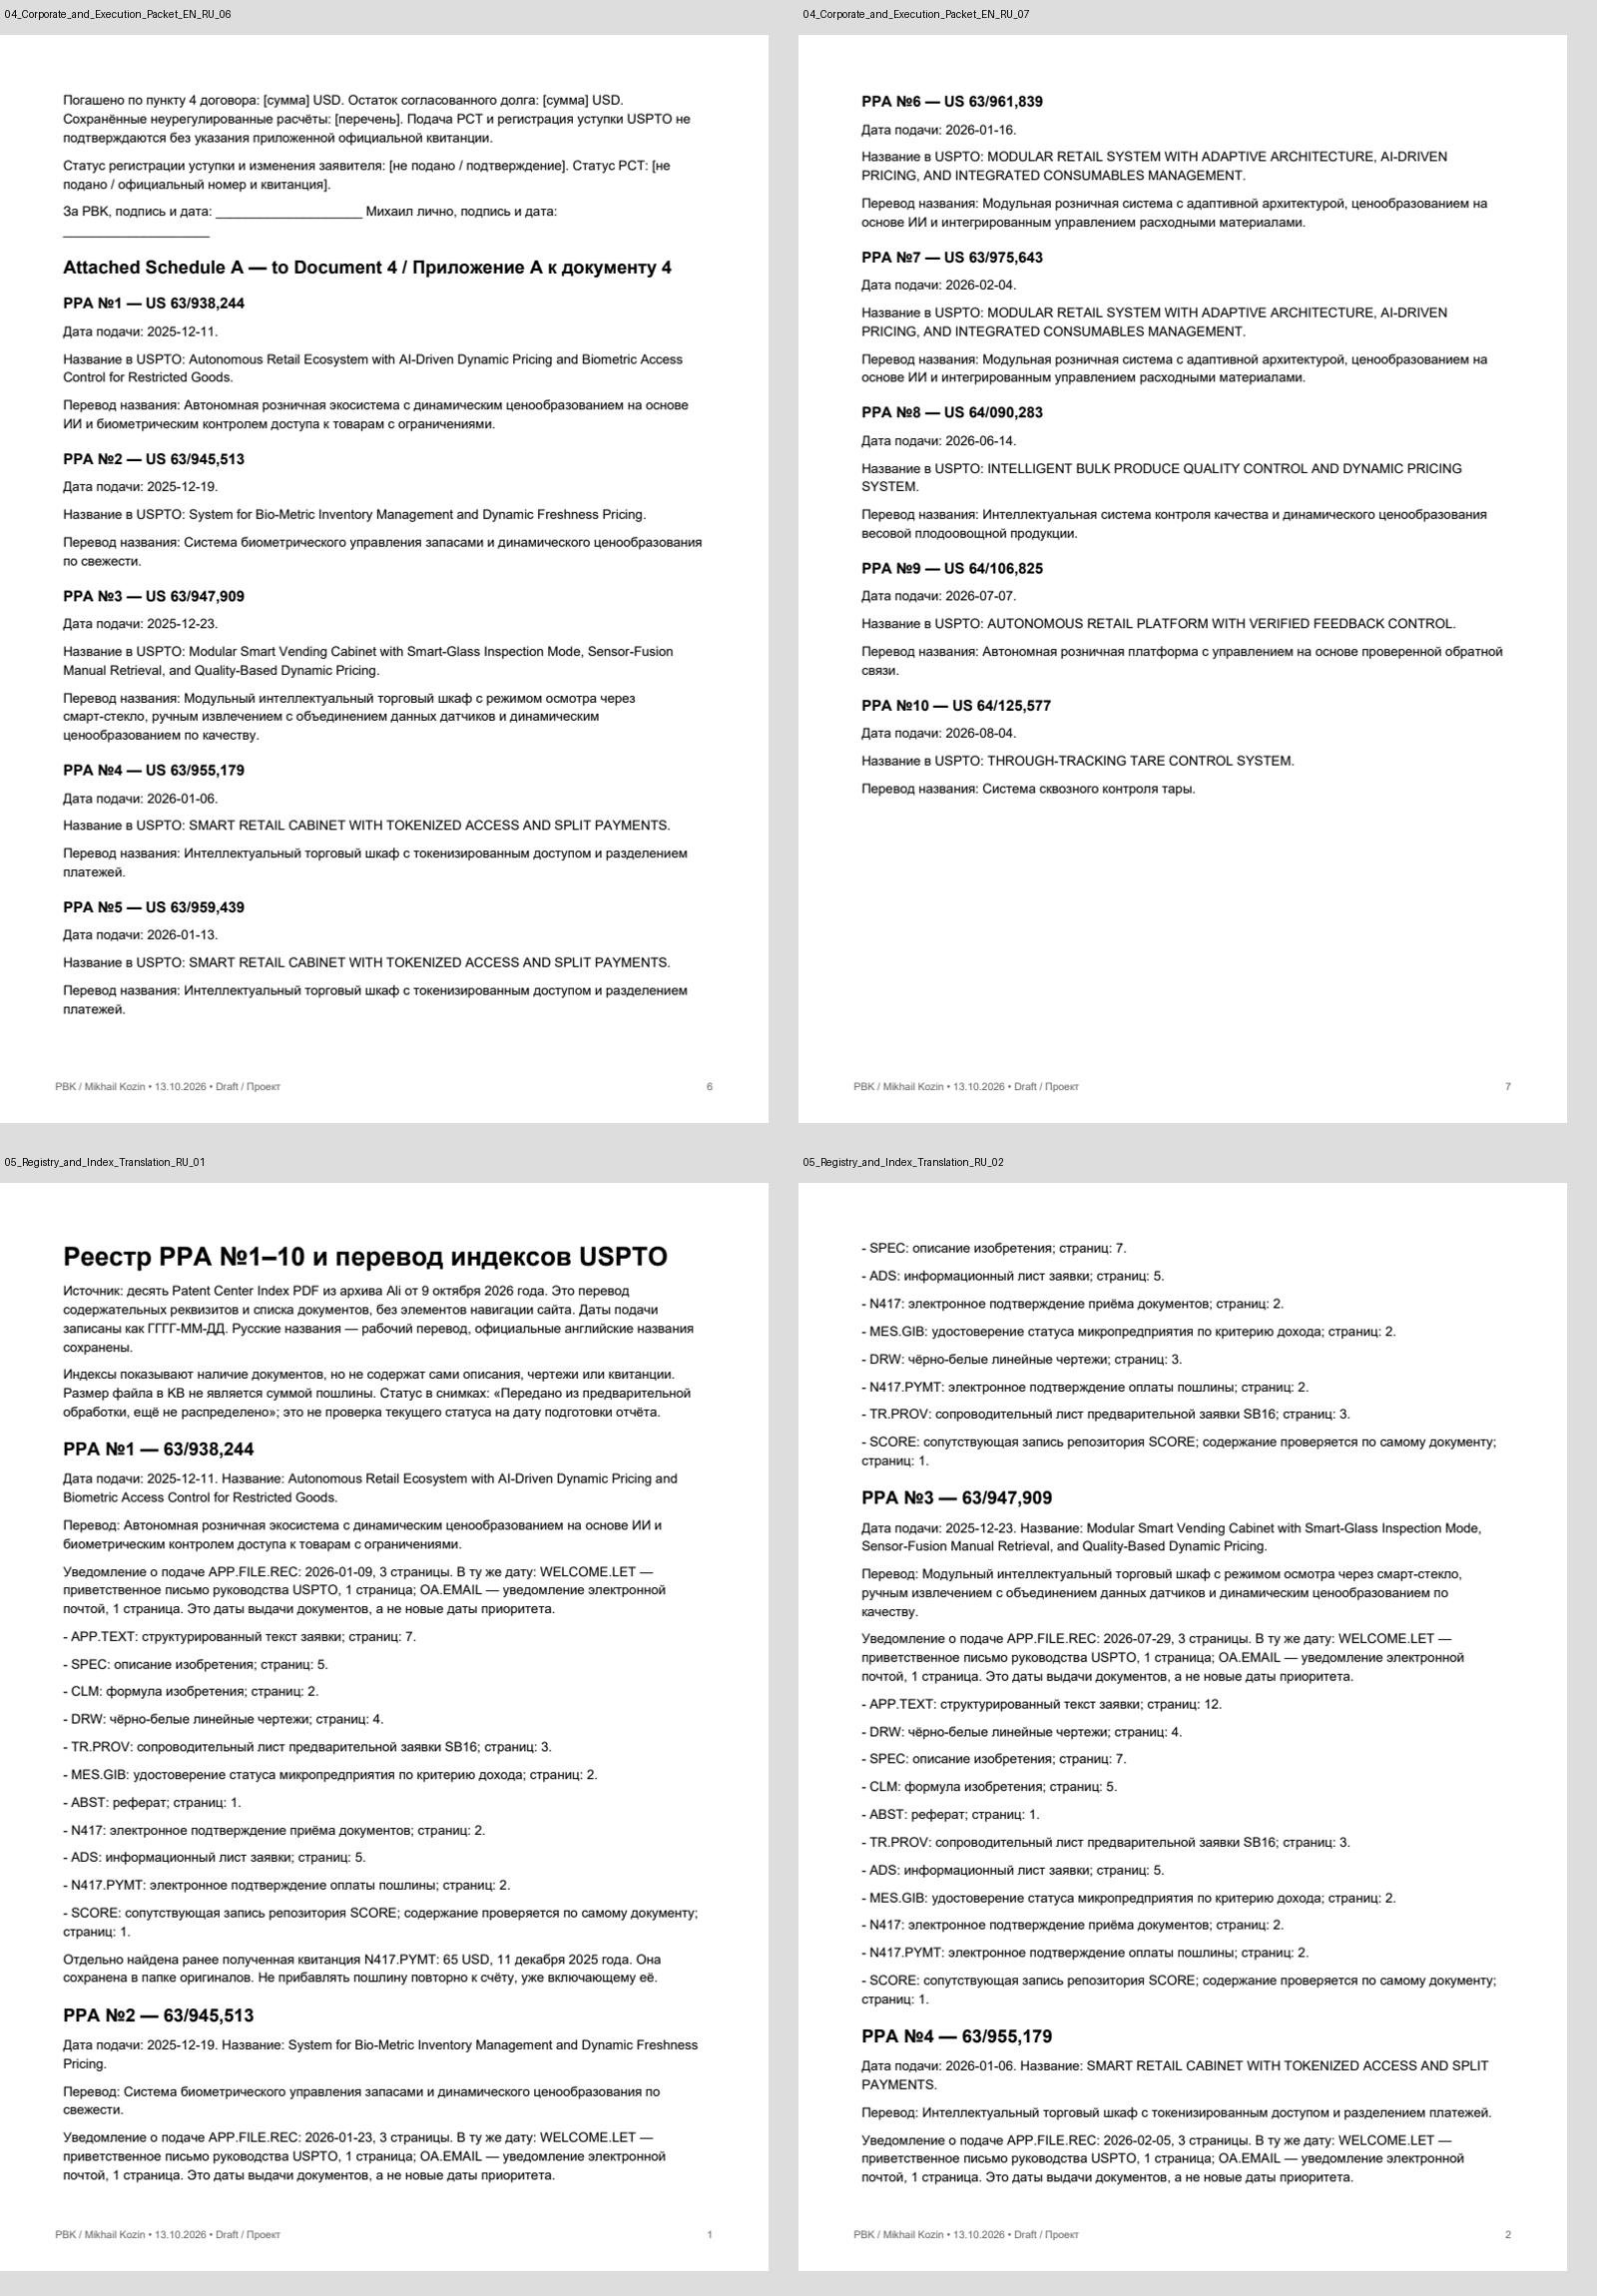 04_Corporate_and_Execution_Packet_EN_RU_06
Погашено по пункту 4 договора: [сумма] USD. Остаток согласованного долга: [сумма] USD.
Сохранённые неурегулированные расчёты: [перечень]. Подача PCT и регистрация уступки USPTO не
подтверждаются без указания приложенной официальной квитанции.
Статус регистрации уступки и изменения заявителя: [не подано / подтверждение]. Статус PCT: [не
подано / официальный номер и квитанция].
За PBK, подпись и дата: ____________________ Михаил лично, подпись и дата:
____________________
Attached Schedule A — to Document 4 / Приложение A к документу 4
PPA №1 — US 63/938,244
Дата подачи: 2025-12-11.
Название в USPTO: Autonomous Retail Ecosystem with AI-Driven Dynamic Pricing and Biometric Access
Control for Restricted Goods.
Перевод названия: Автономная розничная экосистема с динамическим ценообразованием на основе
ИИ и биометрическим контролем доступа к товарам с ограничениями.
PPA №2 — US 63/945,513
Дата подачи: 2025-12-19.
Название в USPTO: System for Bio-Metric Inventory Management and Dynamic Freshness Pricing.
Перевод названия: Система биометрического управления запасами и динамического ценообразования
по свежести.
PPA №3 — US 63/947,909
Дата подачи: 2025-12-23.
Название в USPTO: Modular Smart Vending Cabinet with Smart-Glass Inspection Mode, Sensor-Fusion
Manual Retrieval, and Quality-Based Dynamic Pricing.
Перевод названия: Модульный интеллектуальный торговый шкаф с режимом осмотра через
смарт-стекло, ручным извлечением с объединением данных датчиков и динамическим
ценообразованием по качеству.
PPA №4 — US 63/955,179
Дата подачи: 2026-01-06.
Название в USPTO: SMART RETAIL CABINET WITH TOKENIZED ACCESS AND SPLIT PAYMENTS.
Перевод названия: Интеллектуальный торговый шкаф с токенизированным доступом и разделением
платежей.
PPA №5 — US 63/959,439
Дата подачи: 2026-01-13.
Название в USPTO: SMART RETAIL CABINET WITH TOKENIZED ACCESS AND SPLIT PAYMENTS.
Перевод названия: Интеллектуальный торговый шкаф с токенизированным доступом и разделением
платежей.
PBK / Mikhail Kozin • 13.10.2026 • Draft / Проект
6
04_Corporate_and_Execution_Packet_EN_RU_07
PPA №6 — US 63/961,839
Дата подачи: 2026-01-16.
Название в USPTO: MODULAR RETAIL SYSTEM WITH ADAPTIVE ARCHITECTURE, AI-DRIVEN
PRICING, AND INTEGRATED CONSUMABLES MANAGEMENT.
Перевод названия: Модульная розничная система с адаптивной архитектурой, ценообразованием на
основе ИИ и интегрированным управлением расходными материалами.
PPA №7 — US 63/975,643
Дата подачи: 2026-02-04.
Название в USPTO: MODULAR RETAIL SYSTEM WITH ADAPTIVE ARCHITECTURE, AI-DRIVEN
PRICING, AND INTEGRATED CONSUMABLES MANAGEMENT.
Перевод названия: Модульная розничная система с адаптивной архитектурой, ценообразованием на
основе ИИ и интегрированным управлением расходными материалами.
PPA №8 — US 64/090,283
Дата подачи: 2026-06-14.
Название в USPTO: INTELLIGENT BULK PRODUCE QUALITY CONTROL AND DYNAMIC PRICING
SYSTEM.
Перевод названия: Интеллектуальная система контроля качества и динамического ценообразования
весовой плодоовощной продукции.
PPA №9 — US 64/106,825
Дата подачи: 2026-07-07.
Название в USPTO: AUTONOMOUS RETAIL PLATFORM WITH VERIFIED FEEDBACK CONTROL.
Перевод названия: Автономная розничная платформа с управлением на основе проверенной обратной
связи.
PPA №10 — US 64/125,577
Дата подачи: 2026-08-04.
Название в USPTO: THROUGH-TRACKING TARE CONTROL SYSTEM.
Перевод названия: Система сквозного контроля тары.
PBK / Mikhail Kozin • 13.10.2026 • Draft / Проект
7
05_Registry_and_Index_Translation_RU_01
Реестр PPA №1–10 и перевод индексов USPTO
Источник: десять Patent Center Index PDF из архива Ali от 9 октября 2026 года. Это перевод
содержательных реквизитов и списка документов, без элементов навигации сайта. Даты подачи
записаны как ГГГГ-ММ-ДД. Русские названия — рабочий перевод, официальные английские названия
сохранены.
Индексы показывают наличие документов, но не содержат сами описания, чертежи или квитанции.
Размер файла в KB не является суммой пошлины. Статус в снимках: «Передано из предварительной
обработки, ещё не распределено»; это не проверка текущего статуса на дату подготовки отчёта.
PPA №1 — 63/938,244
Дата подачи: 2025-12-11. Название: Autonomous Retail Ecosystem with AI-Driven Dynamic Pricing and
Biometric Access Control for Restricted Goods.
Перевод: Автономная розничная экосистема с динамическим ценообразованием на основе ИИ и
биометрическим контролем доступа к товарам с ограничениями.
Уведомление о подаче APP.FILE.REC: 2026-01-09, 3 страницы. В ту же дату: WELCOME.LET —
приветственное письмо руководства USPTO, 1 страница; OA.EMAIL — уведомление электронной
почтой, 1 страница. Это даты выдачи документов, а не новые даты приоритета.
- APP.TEXT: структурированный текст заявки; страниц: 7.
- SPEC: описание изобретения; страниц: 5.
- CLM: формула изобретения; страниц: 2.
- DRW: чёрно-белые линейные чертежи; страниц: 4.
- TR.PROV: сопроводительный лист предварительной заявки SB16; страниц: 3.
- MES.GIB: удостоверение статуса микропредприятия по критерию дохода; страниц: 2.
- ABST: реферат; страниц: 1.
- N417: электронное подтверждение приёма документов; страниц: 2.
- ADS: информационный лист заявки; страниц: 5.
- N417.PYMT: электронное подтверждение оплаты пошлины; страниц: 2.
- SCORE: сопутствующая запись репозитория SCORE; содержание проверяется по самому документу;
страниц: 1.
Отдельно найдена ранее полученная квитанция N417.PYMT: 65 USD, 11 декабря 2025 года. Она
сохранена в папке оригиналов. Не прибавлять пошлину повторно к счёту, уже включающему её.
PPA №2 — 63/945,513
Дата подачи: 2025-12-19. Название: System for Bio-Metric Inventory Management and Dynamic Freshness
Pricing.
Перевод: Система биометрического управления запасами и динамического ценообразования по
свежести.
Уведомление о подаче APP.FILE.REC: 2026-01-23, 3 страницы. В ту же дату: WELCOME.LET —
приветственное письмо руководства USPTO, 1 страница; OA.EMAIL — уведомление электронной
почтой, 1 страница. Это даты выдачи документов, а не новые даты приоритета.
PBK / Mikhail Kozin • 13.10.2026 • Draft / Проект
1
05_Registry_and_Index_Translation_RU_02
- SPEC: описание изобретения; страниц: 7.
- ADS: информационный лист заявки; страниц: 5.
- N417: электронное подтверждение приёма документов; страниц: 2.
- MES.GIB: удостоверение статуса микропредприятия по критерию дохода; страниц: 2.
- DRW: чёрно-белые линейные чертежи; страниц: 3.
- N417.PYMT: электронное подтверждение оплаты пошлины; страниц: 2.
- TR.PROV: сопроводительный лист предварительной заявки SB16; страниц: 3.
- SCORE: сопутствующая запись репозитория SCORE; содержание проверяется по самому документу;
страниц: 1.
PPA №3 — 63/947,909
Дата подачи: 2025-12-23. Название: Modular Smart Vending Cabinet with Smart-Glass Inspection Mode,
Sensor-Fusion Manual Retrieval, and Quality-Based Dynamic Pricing.
Перевод: Модульный интеллектуальный торговый шкаф с режимом осмотра через смарт-стекло,
ручным извлечением с объединением данных датчиков и динамическим ценообразованием по
качеству.
Уведомление о подаче APP.FILE.REC: 2026-07-29, 3 страницы. В ту же дату: WELCOME.LET —
приветственное письмо руководства USPTO, 1 страница; OA.EMAIL — уведомление электронной
почтой, 1 страница. Это даты выдачи документов, а не новые даты приоритета.
- APP.TEXT: структурированный текст заявки; страниц: 12.
- DRW: чёрно-белые линейные чертежи; страниц: 4.
- SPEC: описание изобретения; страниц: 7.
- CLM: формула изобретения; страниц: 5.
- ABST: реферат; страниц: 1.
- TR.PROV: сопроводительный лист предварительной заявки SB16; страниц: 3.
- ADS: информационный лист заявки; страниц: 5.
- MES.GIB: удостоверение статуса микропредприятия по критерию дохода; страниц: 2.
- N417: электронное подтверждение приёма документов; страниц: 2.
- N417.PYMT: электронное подтверждение оплаты пошлины; страниц: 2.
- SCORE: сопутствующая запись репозитория SCORE; содержание проверяется по самому документу;
страниц: 1.
PPA №4 — 63/955,179
Дата подачи: 2026-01-06. Название: SMART RETAIL CABINET WITH TOKENIZED ACCESS AND SPLIT
PAYMENTS.
Перевод: Интеллектуальный торговый шкаф с токенизированным доступом и разделением платежей.
Уведомление о подаче APP.FILE.REC: 2026-02-05, 3 страницы. В ту же дату: WELCOME.LET —
приветственное письмо руководства USPTO, 1 страница; OA.EMAIL — уведомление электронной
почтой, 1 страница. Это даты выдачи документов, а не новые даты приоритета.
PBK / Mikhail Kozin • 13.10.2026 • Draft / Проект
2